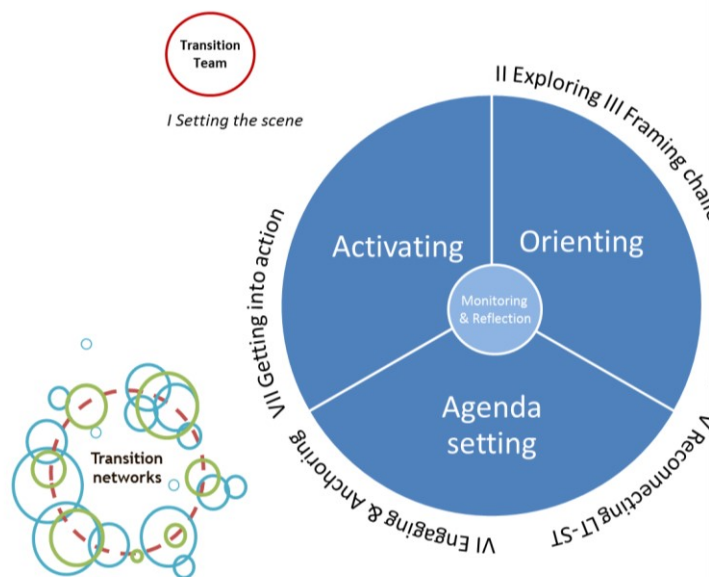 Transition
Team
I Setting the scene
II Exploring III Framing
Activating
Orienting
Monitoring
& Reflection
Agenda
setting
V Reconnecting LT-ST
VI Engaging & Anchoring
VII Getting into action
Transition
networks